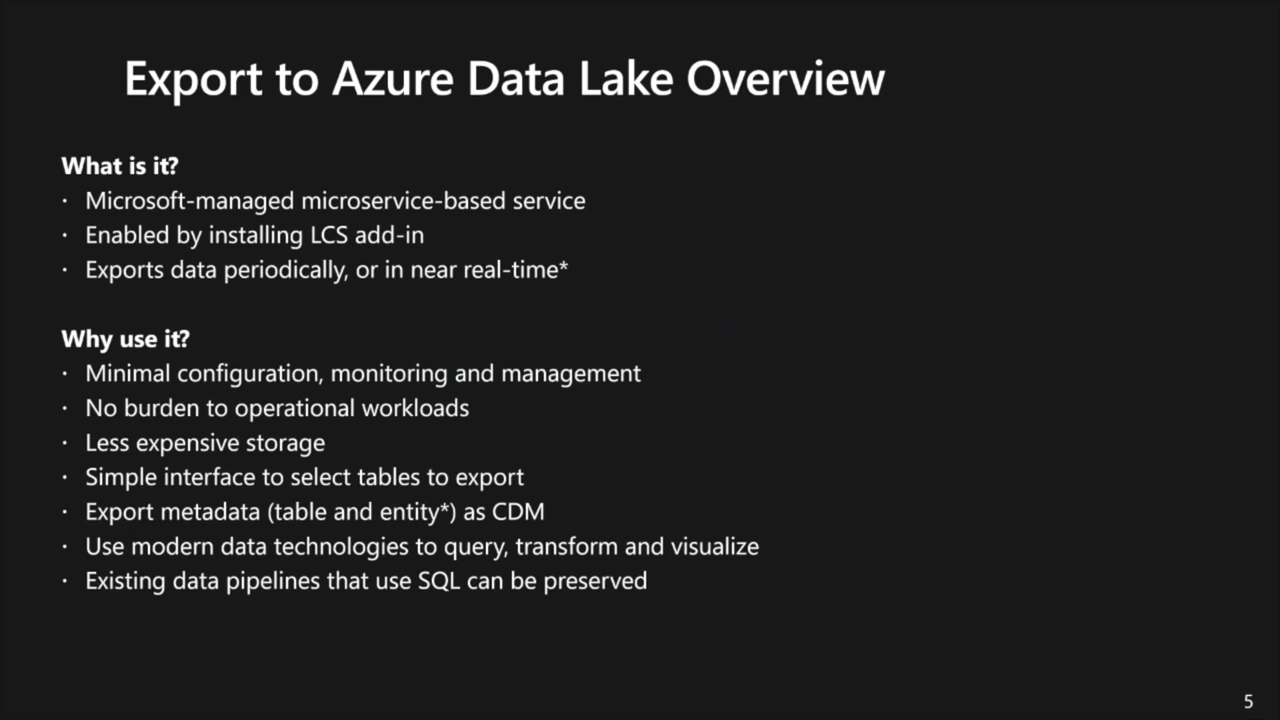 Export to Azure Data Lake Overview
What is it?
· Microsoft-managed microservice-based service
· Enabled by installing LCS add-in
· Exports data periodically, or in near real-time*
Why use it?
· Minimal configuration, monitoring and management
· No burden to operational workloads
· Less expensive storage
· Simple interface to select tables to export
· Export metadata (table and entity*) as CDM
· Use modern data technologies to query, transform and visualize
· Existing data pipelines that use SQL can be preserved
5